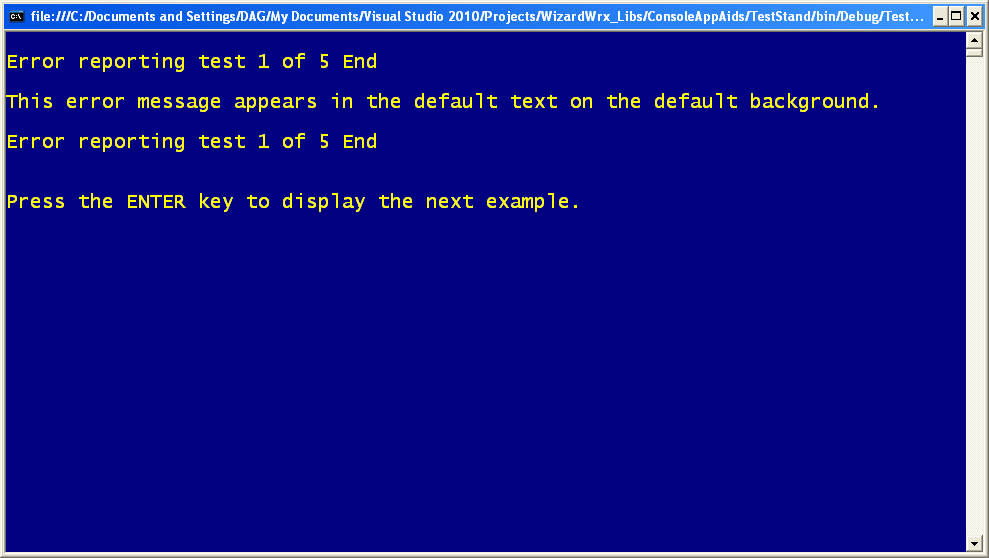 file:///C:/Documents and Settings/DAG/My Documents/Visual Studio 2010/Projects/WizardWrx_Libs/ConsoleAppAids/TestStand/bin/Debug/Test...
Error reporting test 1 of 5 End
This error message appears in the default text on the default background.
Error reporting test 1 of 5 End
Press the ENTER key to display the next example.